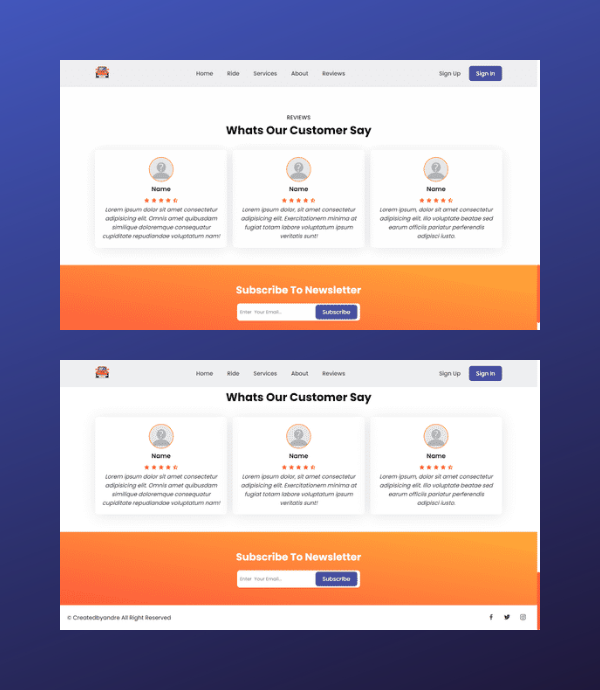 Home Ride Services About Reviews Sign Up Sign In
REVIEWS
Whats Our Customer Say
Name Name Name
Lorem ipsum dolor sit amet consectetur
adipisicing elit. Omnis amet quibusdam
similique doloremque consequatur
cupiditate repudiandae voluptatum nam!
Lorem ipsum dolor, sit amet consectetur
adipisicing elit. Exercitationem minima at
fugiat totam labore voluptatum ipsum
veritatis sunt!
Lorem ipsum, dolor sit amet consectetur
adipisicing elit. Illo voluptate beatae sed
earum officiis pariatur perferendis
adipisci iusto.
Subscribe To Newsletter
Enter Your Email... Subscribe
Home Ride Services About Reviews Sign Up Sign In
Whats Our Customer Say
Name Name Name
Lorem ipsum dolor sit amet consectetur
adipisicing elit. Omnis amet quibusdam
similique doloremque consequatur
cupiditate repudiandae voluptatum nam!
Lorem ipsum dolor, sit amet consectetur
adipisicing elit. Exercitationem minima at
fugiat totam labore voluptatum ipsum
veritatis sunt!
Lorem ipsum, dolor sit amet consectetur
adipisicing elit. Illo voluptate beatae sed
earum officiis pariatur perferendis
adipisci iusto.
Subscribe To Newsletter
Enter Your Email... Subscribe
© Createdbyandre All Right Reserved